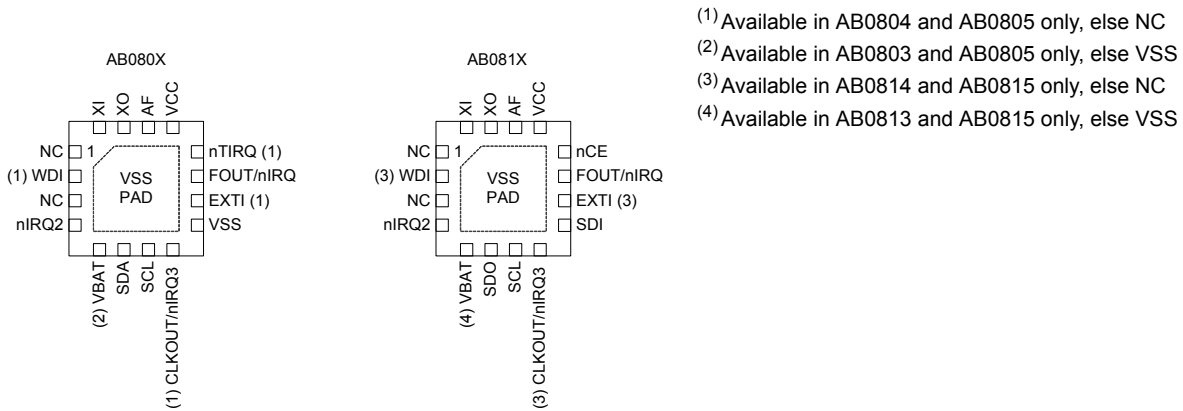 AB080X
XI
XO
AF
VCC
NC
1
nTIRQ (1)
(1) WDI
VSS
PAD
FOUT/nIRQ
NC
EXTI (1)
nIRQ2
VSS
(2) VBAT
SDA
SCL
(1) CLKOUT/nIRQ3
AB081X
XI
XO
AF
VCC
NC
1
nCE
(3) WDI
VSS
PAD
FOUT/nIRQ
NC
EXTI (3)
nIRQ2
SDI
(4) VBAT
SDO
SCL
(3) CLKOUT/nIRQ3
(1) Available in AB0804 and AB0805 only, else NC
(2) Available in AB0803 and AB0805 only, else VSS
(3) Available in AB0814 and AB0815 only, else NC
(4) Available in AB0813 and AB0815 only, else VSS